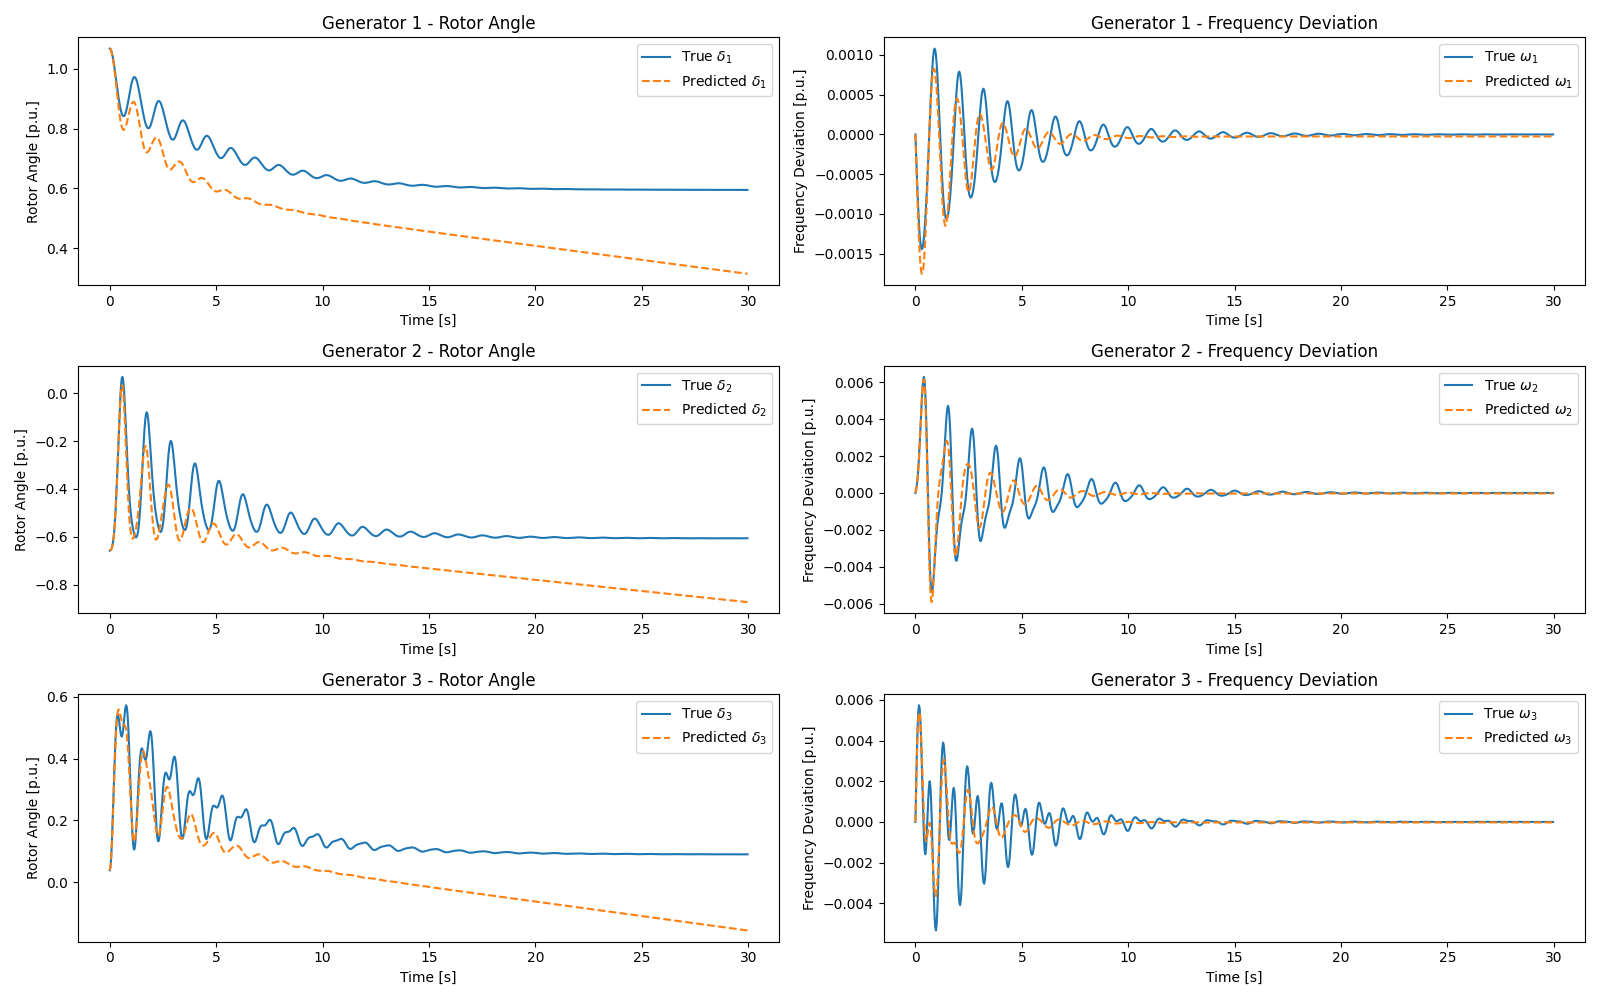 Generator 1 - Rotor Angle
Rotor Angle [p.u.]
1.0
0.8
0.6
0.4
True δ₁
Predicted δ₁
0 5 10 15 20 25 30
Time [s]
Generator 1 - Frequency Deviation
Frequency Deviation [p.u.]
0.0010
0.0005
0.0000
−0.0005
−0.0010
−0.0015
True ω₁
Predicted ω₁
0 5 10 15 20 25 30
Time [s]
Generator 2 - Rotor Angle
Rotor Angle [p.u.]
0.0
−0.2
−0.4
−0.6
−0.8
True δ₂
Predicted δ₂
0 5 10 15 20 25 30
Time [s]
Generator 2 - Frequency Deviation
Frequency Deviation [p.u.]
0.006
0.004
0.002
0.000
−0.002
−0.004
−0.006
True ω₂
Predicted ω₂
0 5 10 15 20 25 30
Time [s]
Generator 3 - Rotor Angle
Rotor Angle [p.u.]
0.6
0.4
0.2
0.0
True δ₃
Predicted δ₃
0 5 10 15 20 25 30
Time [s]
Generator 3 - Frequency Deviation
Frequency Deviation [p.u.]
0.006
0.004
0.002
0.000
−0.002
−0.004
True ω₃
Predicted ω₃
0 5 10 15 20 25 30
Time [s]